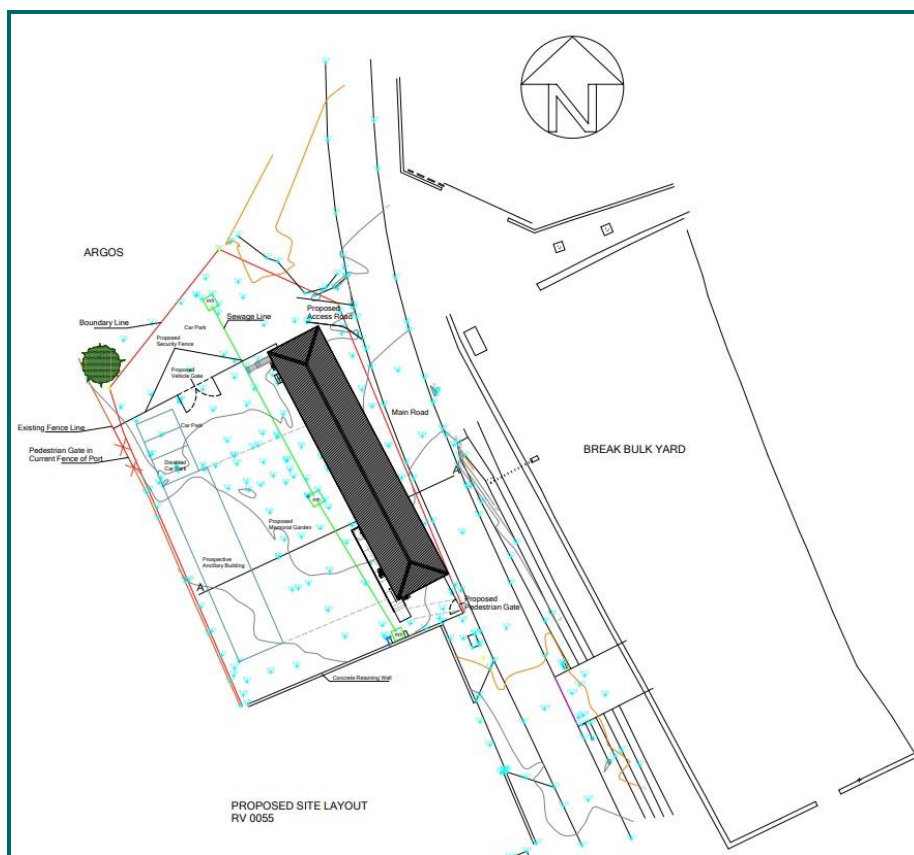 N
ARGOS
Boundary Line
Car Park
Sewage Line
Proposed
Access Road
Proposed
Security Fence
Proposed
Vehicle Gate
Main Road
Existing Fence Line
Car Park
Pedestrian Gate in
Current Fence of Port
Disabled
Car Park
BREAK BULK YARD
A
Proposed
Memorial Garden
Prospective
Ancillary Building
A
Proposed
Pedestrian Gate
Concrete Retaining Wall
PROPOSED SITE LAYOUT
RV 0055